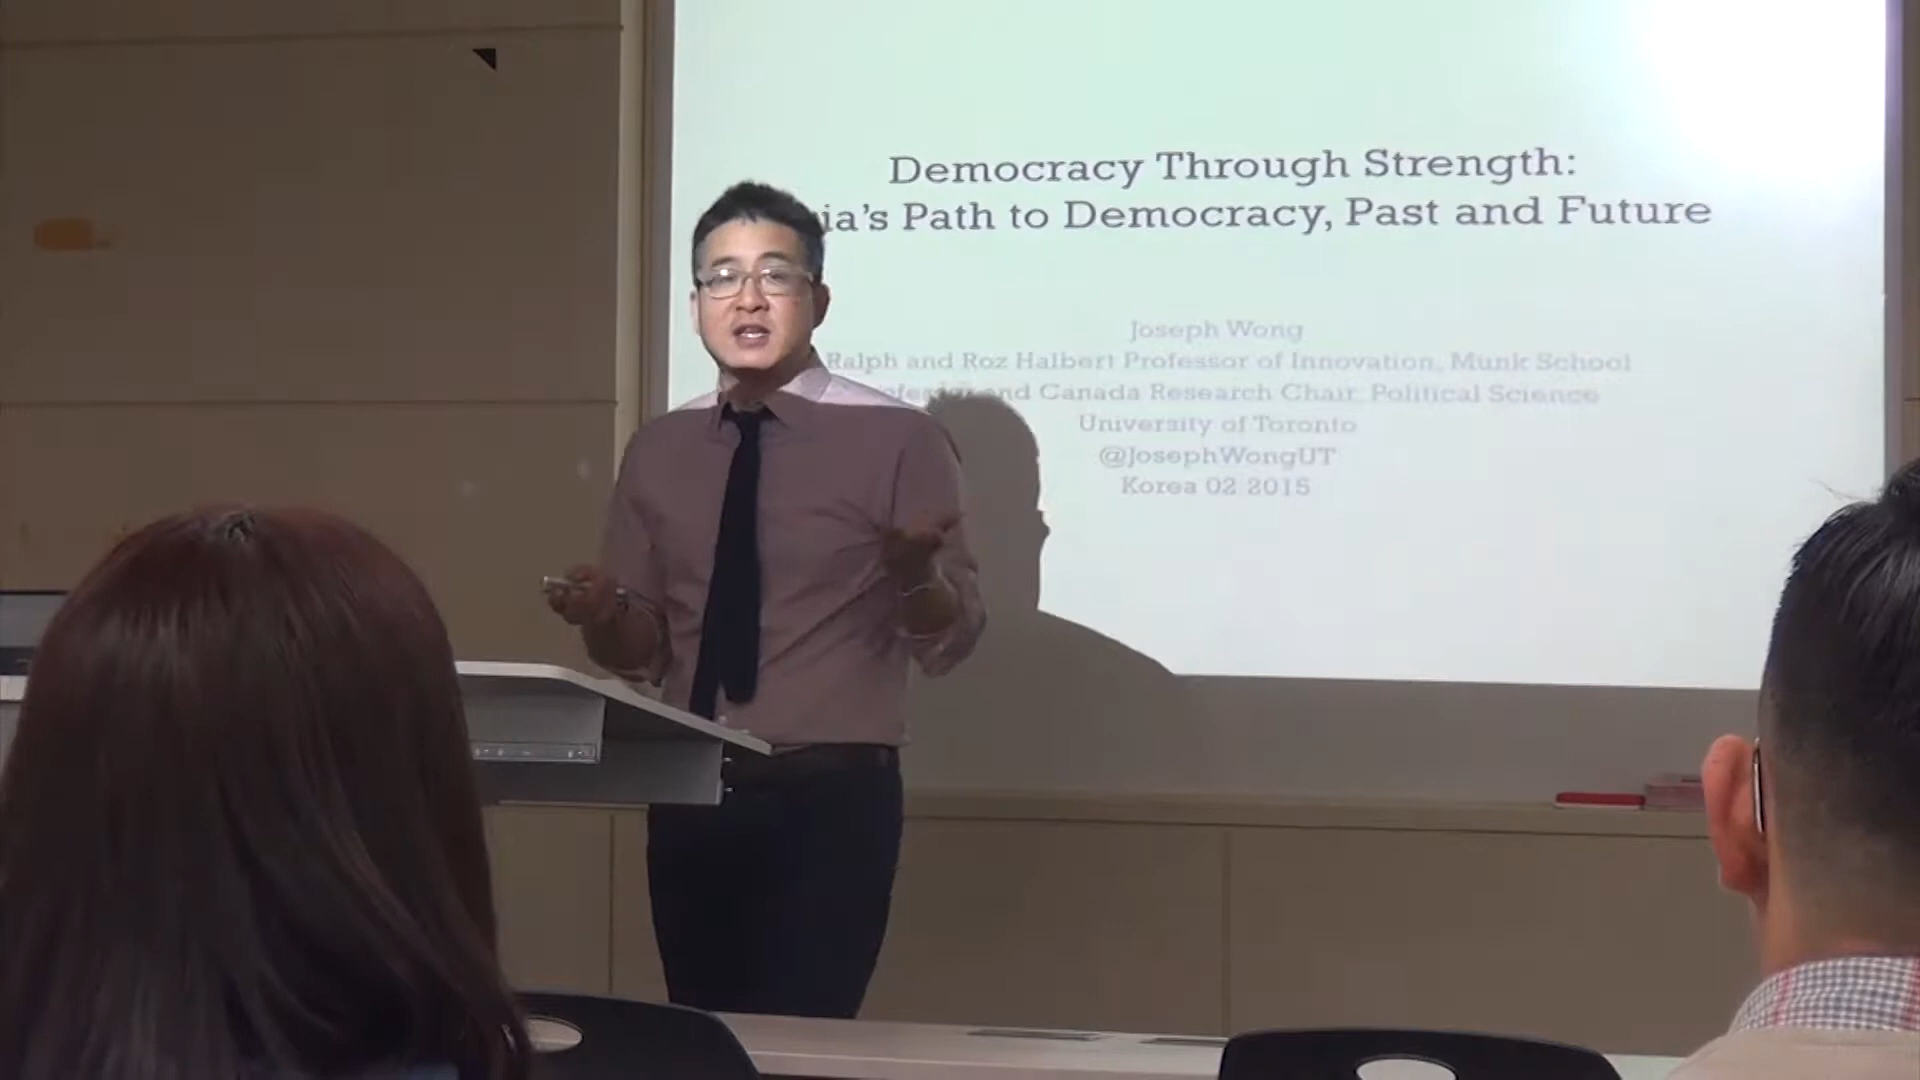 Democracy Through Strength:
ia's Path to Democracy, Past and Future
Joseph Wong
Ralph and Roz Halbert Professor of Innovation, Munk School
and Canada Research Chair, Political Science
University of Toronto
@JosephWongUT
Korea 02 2015